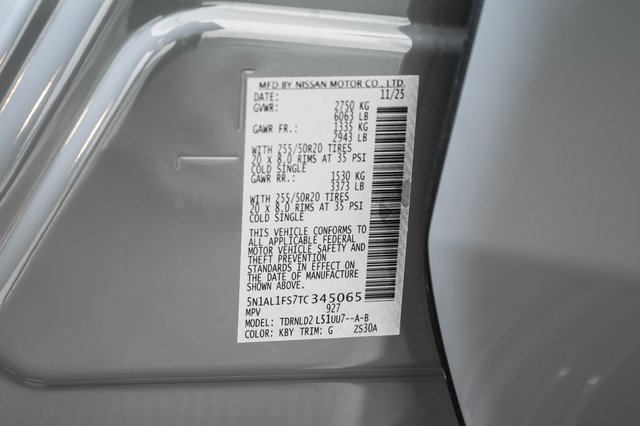 MFD BY NISSAN MOTOR CO., LTD.
DATE: 11/25
GVWR: 2750 KG
6063 LB
GAWR FR.: 1335 KG
2943 LB
WITH 255/50R20 TIRES
20 x 8.0 RIMS AT 35 PSI
COLD SINGLE
GAWR RR.: 1530 KG
3373 LB
WITH 255/50R20 TIRES
20 x 8.0 RIMS AT 35 PSI
COLD SINGLE
THIS VEHICLE CONFORMS TO
ALL APPLICABLE FEDERAL
MOTOR VEHICLE SAFETY AND
THEFT PREVENTION
STANDARDS IN EFFECT ON
THE DATE OF MANUFACTURE
SHOWN ABOVE.
5N1AL1FS7TC345065
MPV 927
MODEL: TDRNLD2 L51UU7--A-B
COLOR: KBY TRIM: G ZS30A